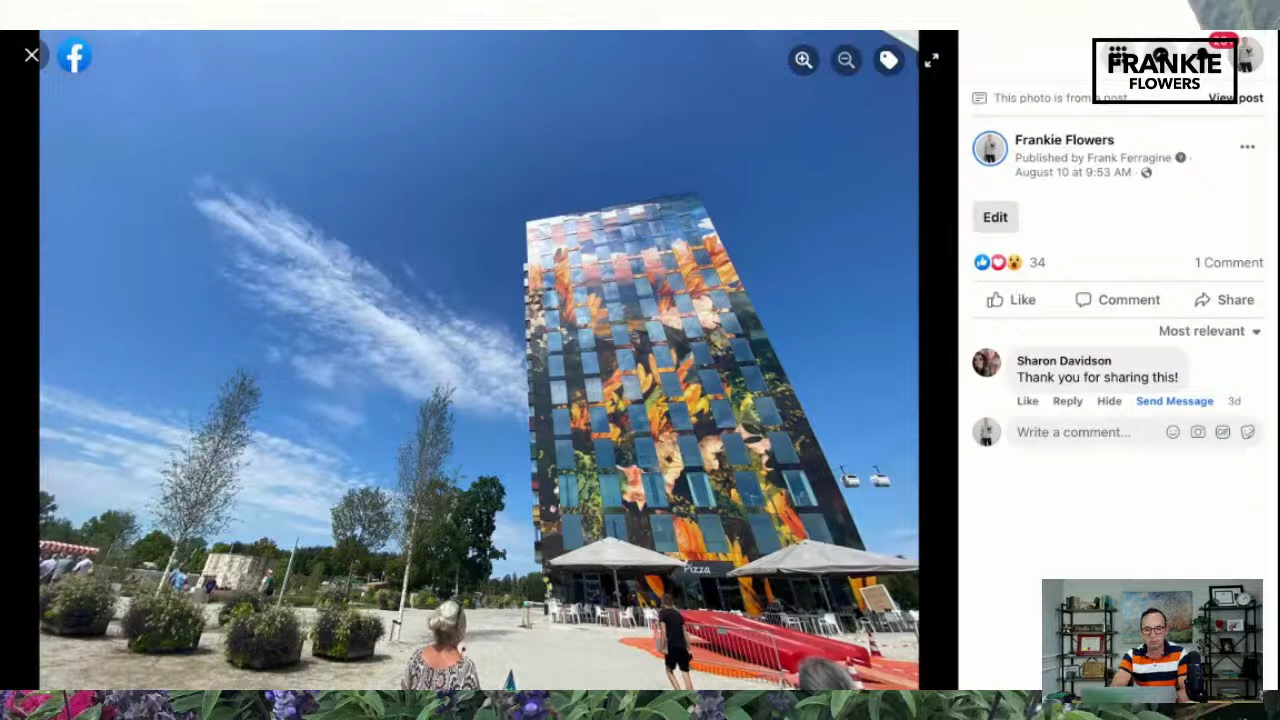 FRANKIE
FLOWERS
This photo is from a post.
View post
Frankie Flowers
Published by Frank Ferragine
August 10 at 9:53 AM
Edit
34
1 Comment
Like
Comment
Share
Most relevant
Sharon Davidson
Thank you for sharing this!
Like Reply Hide Send Message 3d
Write a comment...
GIF
Pizza